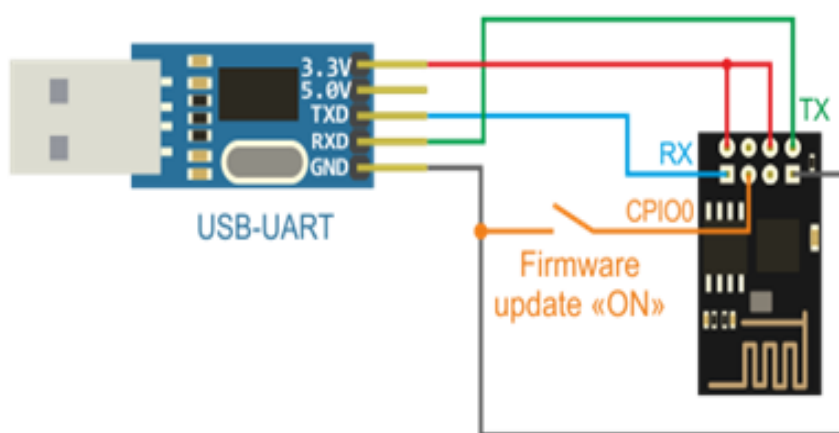 3.3V
5.0V
TXD
RXD
GND
TX
RX
CPIO0
USB-UART
Firmware
update «ON»